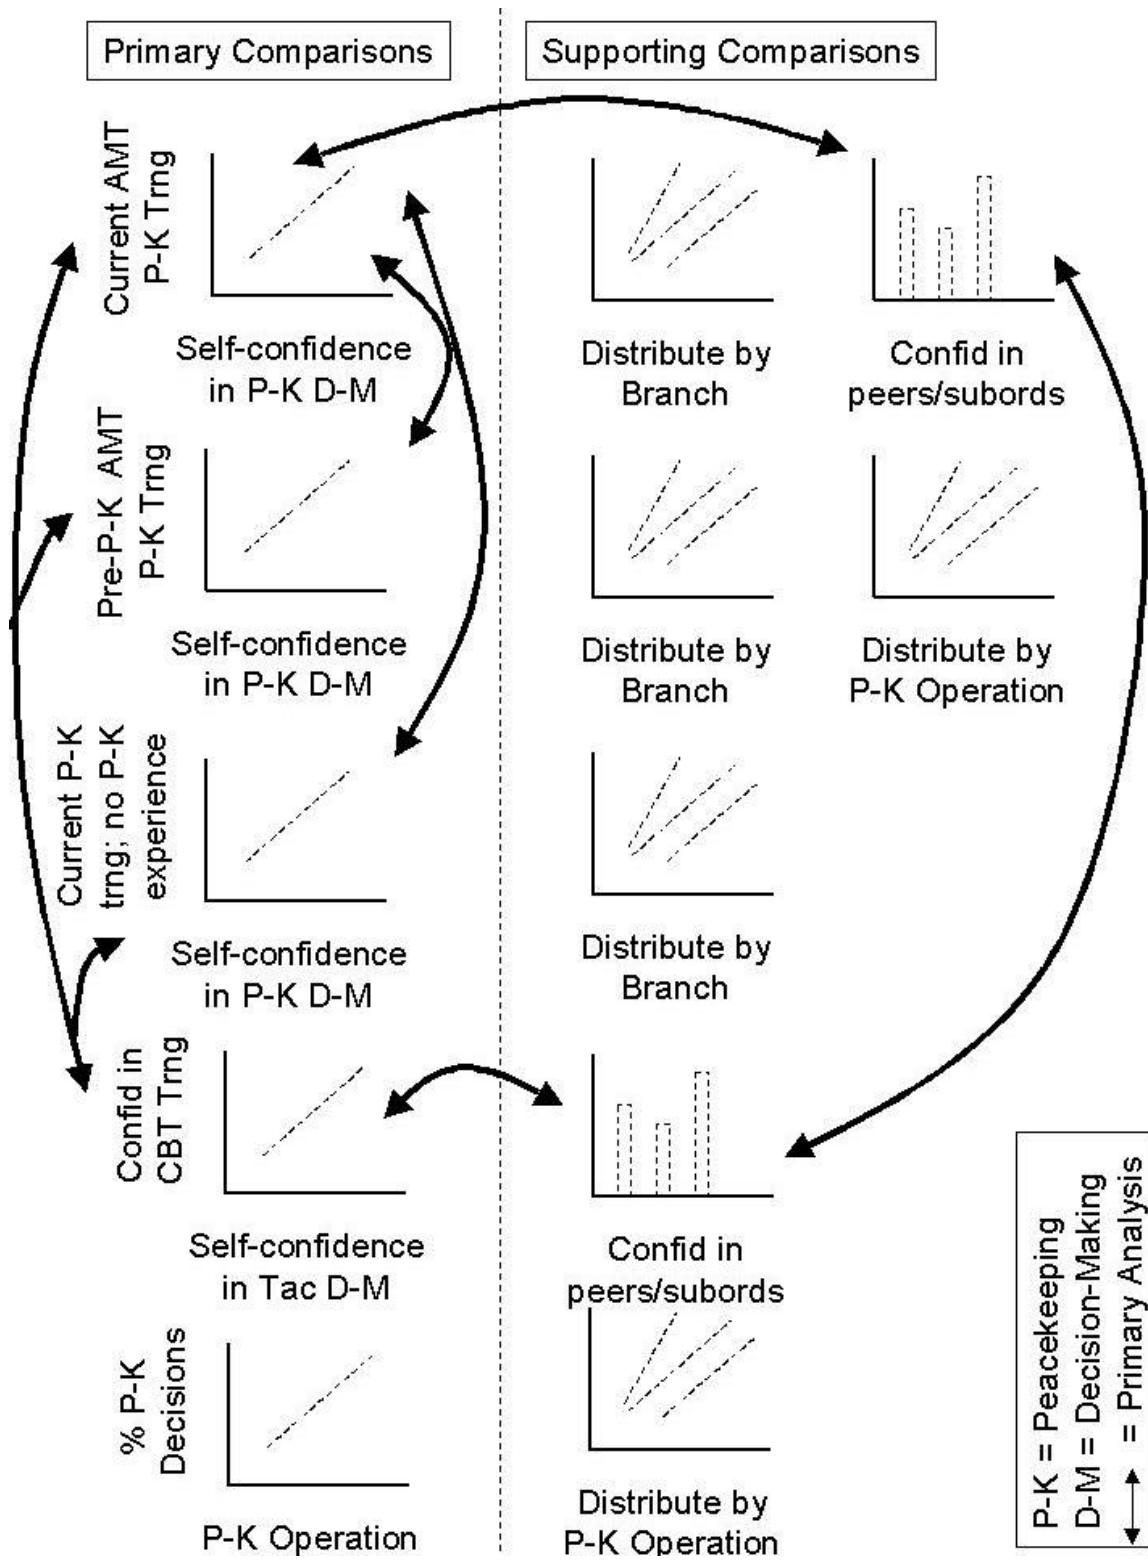 Primary Comparisons
Supporting Comparisons
Current AMT
P-K Trng
Self-confidence
in P-K D-M
Distribute by
Branch
Confid in
peers/subords
Pre-P-K AMT
P-K Trng
Self-confidence
in P-K D-M
Distribute by
Branch
Distribute by
P-K Operation
Current P-K
trng; no P-K
experience
Self-confidence
in P-K D-M
Distribute by
Branch
Confid in
CBT Trng
Self-confidence
in Tac D-M
Confid in
peers/subords
% P-K
Decisions
P-K Operation
Distribute by
P-K Operation
P-K = Peacekeeping
D-M = Decision-Making
= Primary Analysis